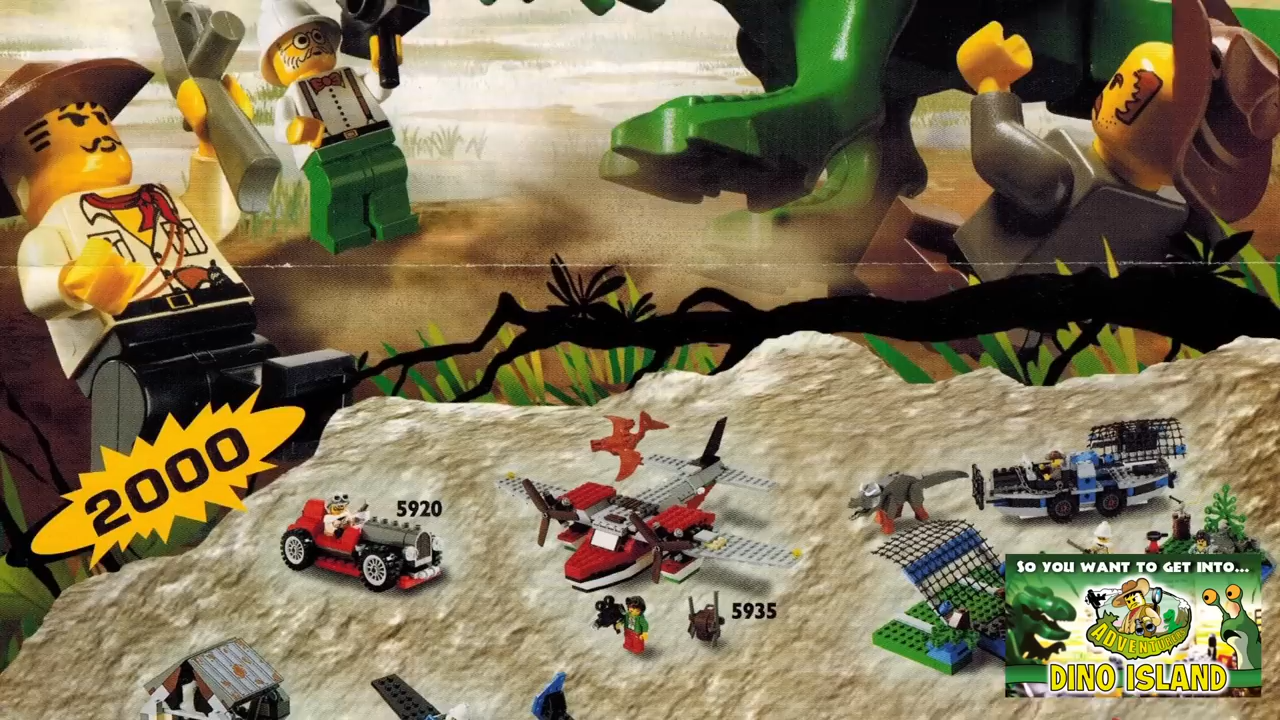 2000
5920
5935
SO YOU WANT TO GET INTO...
ADVENTURERS
DINO ISLAND